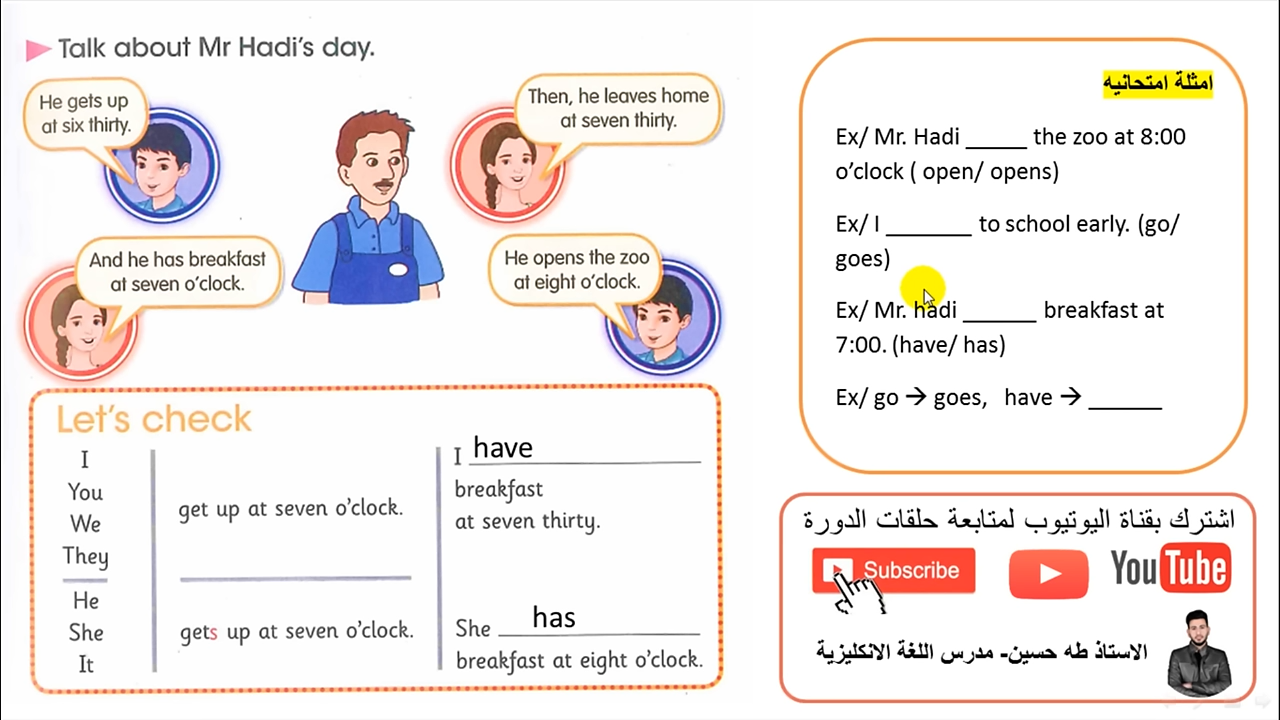 Talk about Mr Hadi's day.
He gets up
at six thirty.
Then, he leaves home
at seven thirty.
And he has breakfast
at seven o'clock.
He opens the zoo
at eight o'clock.
Let's check
I
You
We
They
He
She
It
get up at seven o'clock.
gets up at seven o'clock.
I have
breakfast
at seven thirty.
She has
breakfast at eight o'clock.
امثلة امتحانيه
Ex/ Mr. Hadi _____ the zoo at 8:00
o'clock ( open/ opens)
Ex/ I _______ to school early. (go/
goes)
Ex/ Mr. hadi ______ breakfast at
7:00. (have/ has)
Ex/ go → goes, have → ______
اشترك بقناة اليوتيوب لمتابعة حلقات الدورة
Subscribe
YouTube
الاستاذ طه حسين- مدرس اللغة الانكليزية